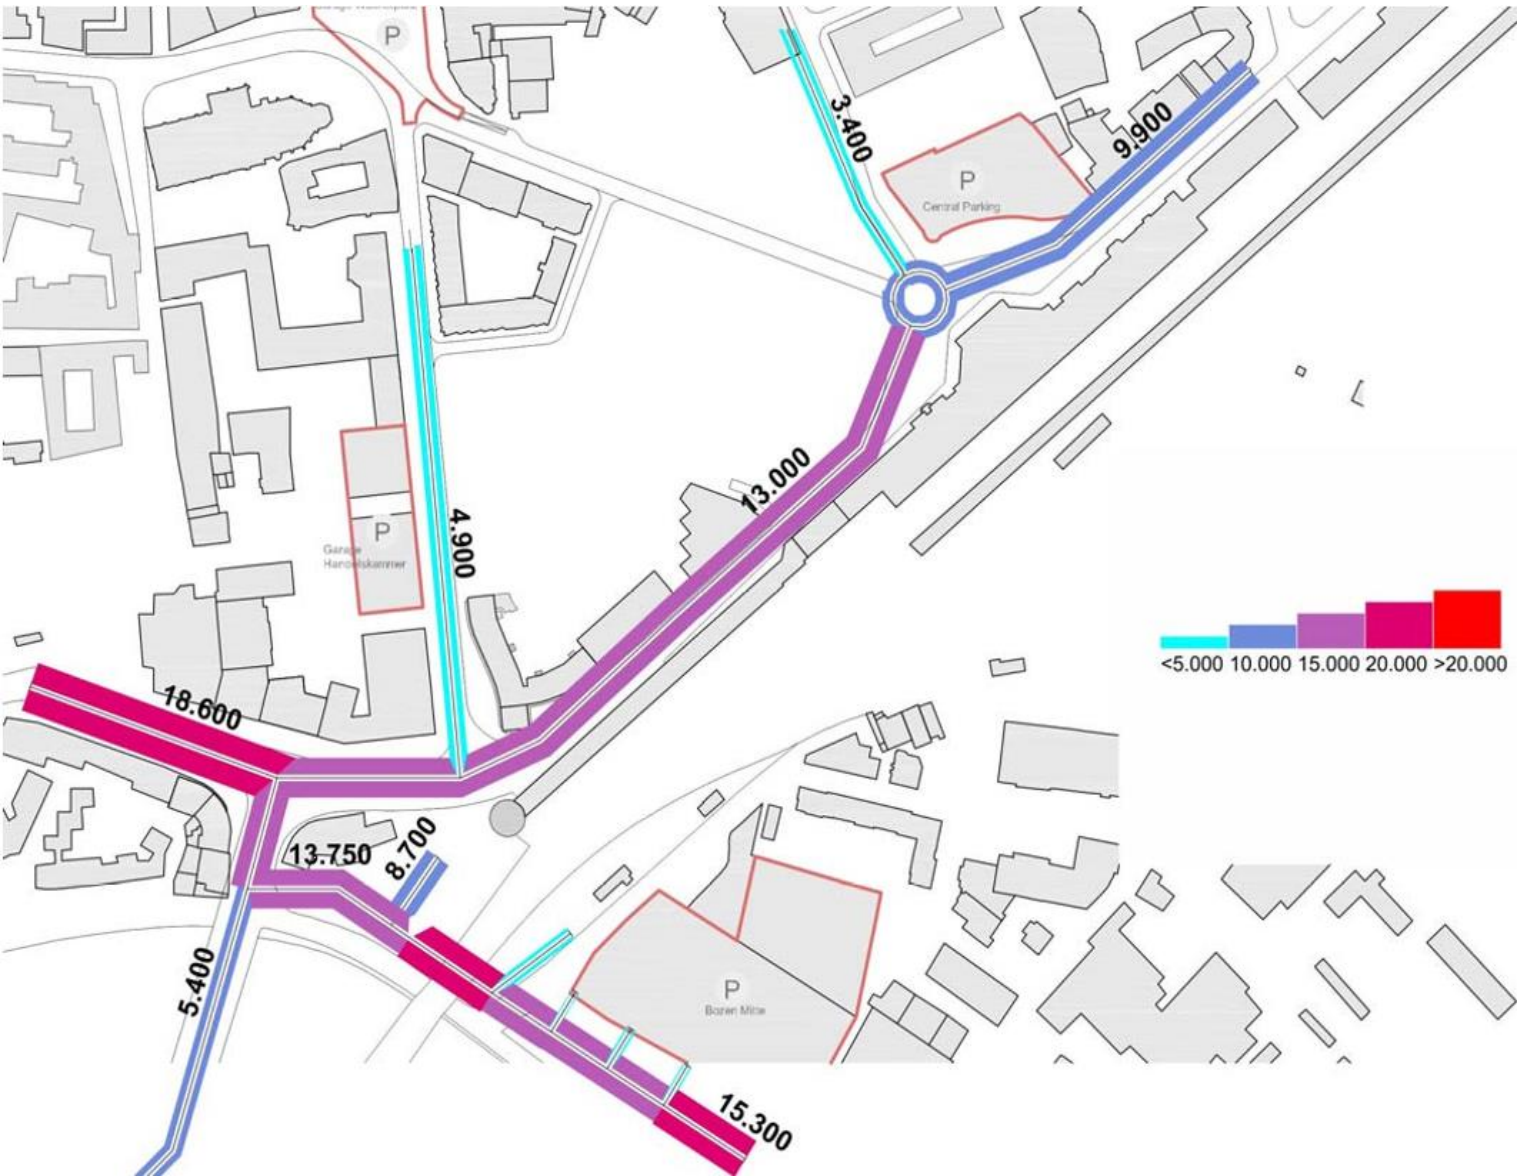 P
3.400
9.900
P
Central Parking
13.000
4.900
P
Garage
Handelskammer
<5.000 10.000 15.000 20.000 >20.000
18.600
13.750
8.700
5.400
P
Bozen Mitte
15.300